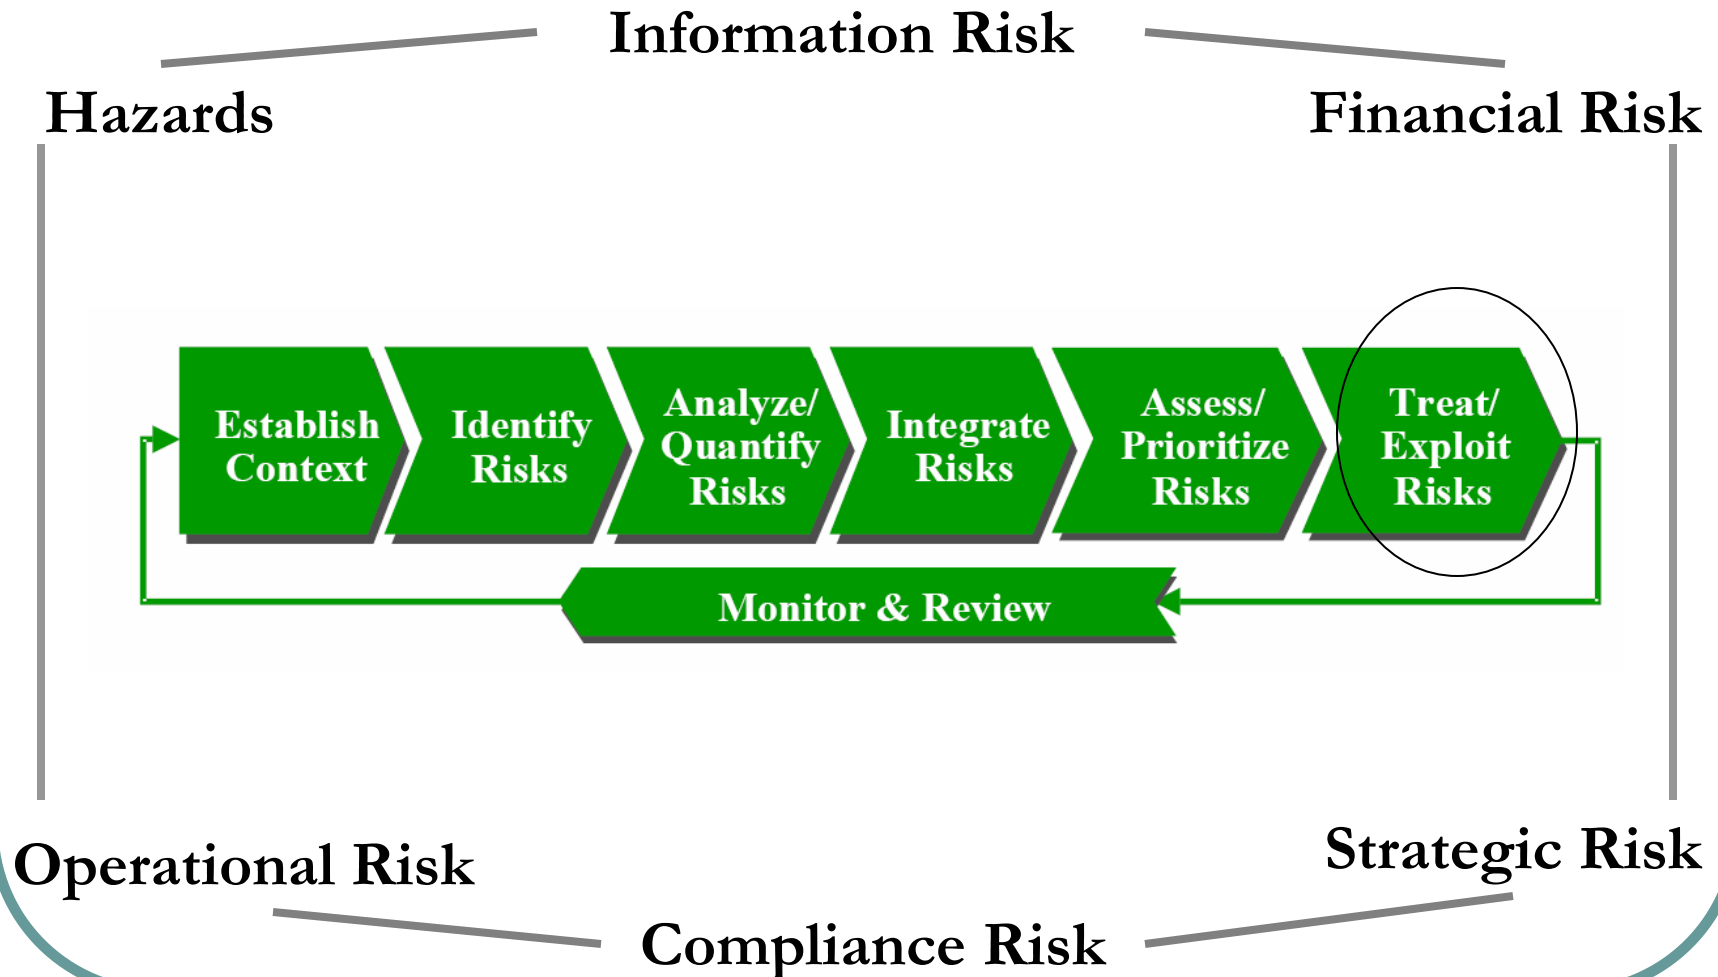 Information Risk
Hazards
Financial Risk
Establish
Context
Identify
Risks
Analyze/
Quantify
Risks
Integrate
Risks
Assess/
Prioritize
Risks
Treat/
Exploit
Risks
Monitor & Review
Operational Risk
Strategic Risk
Compliance Risk